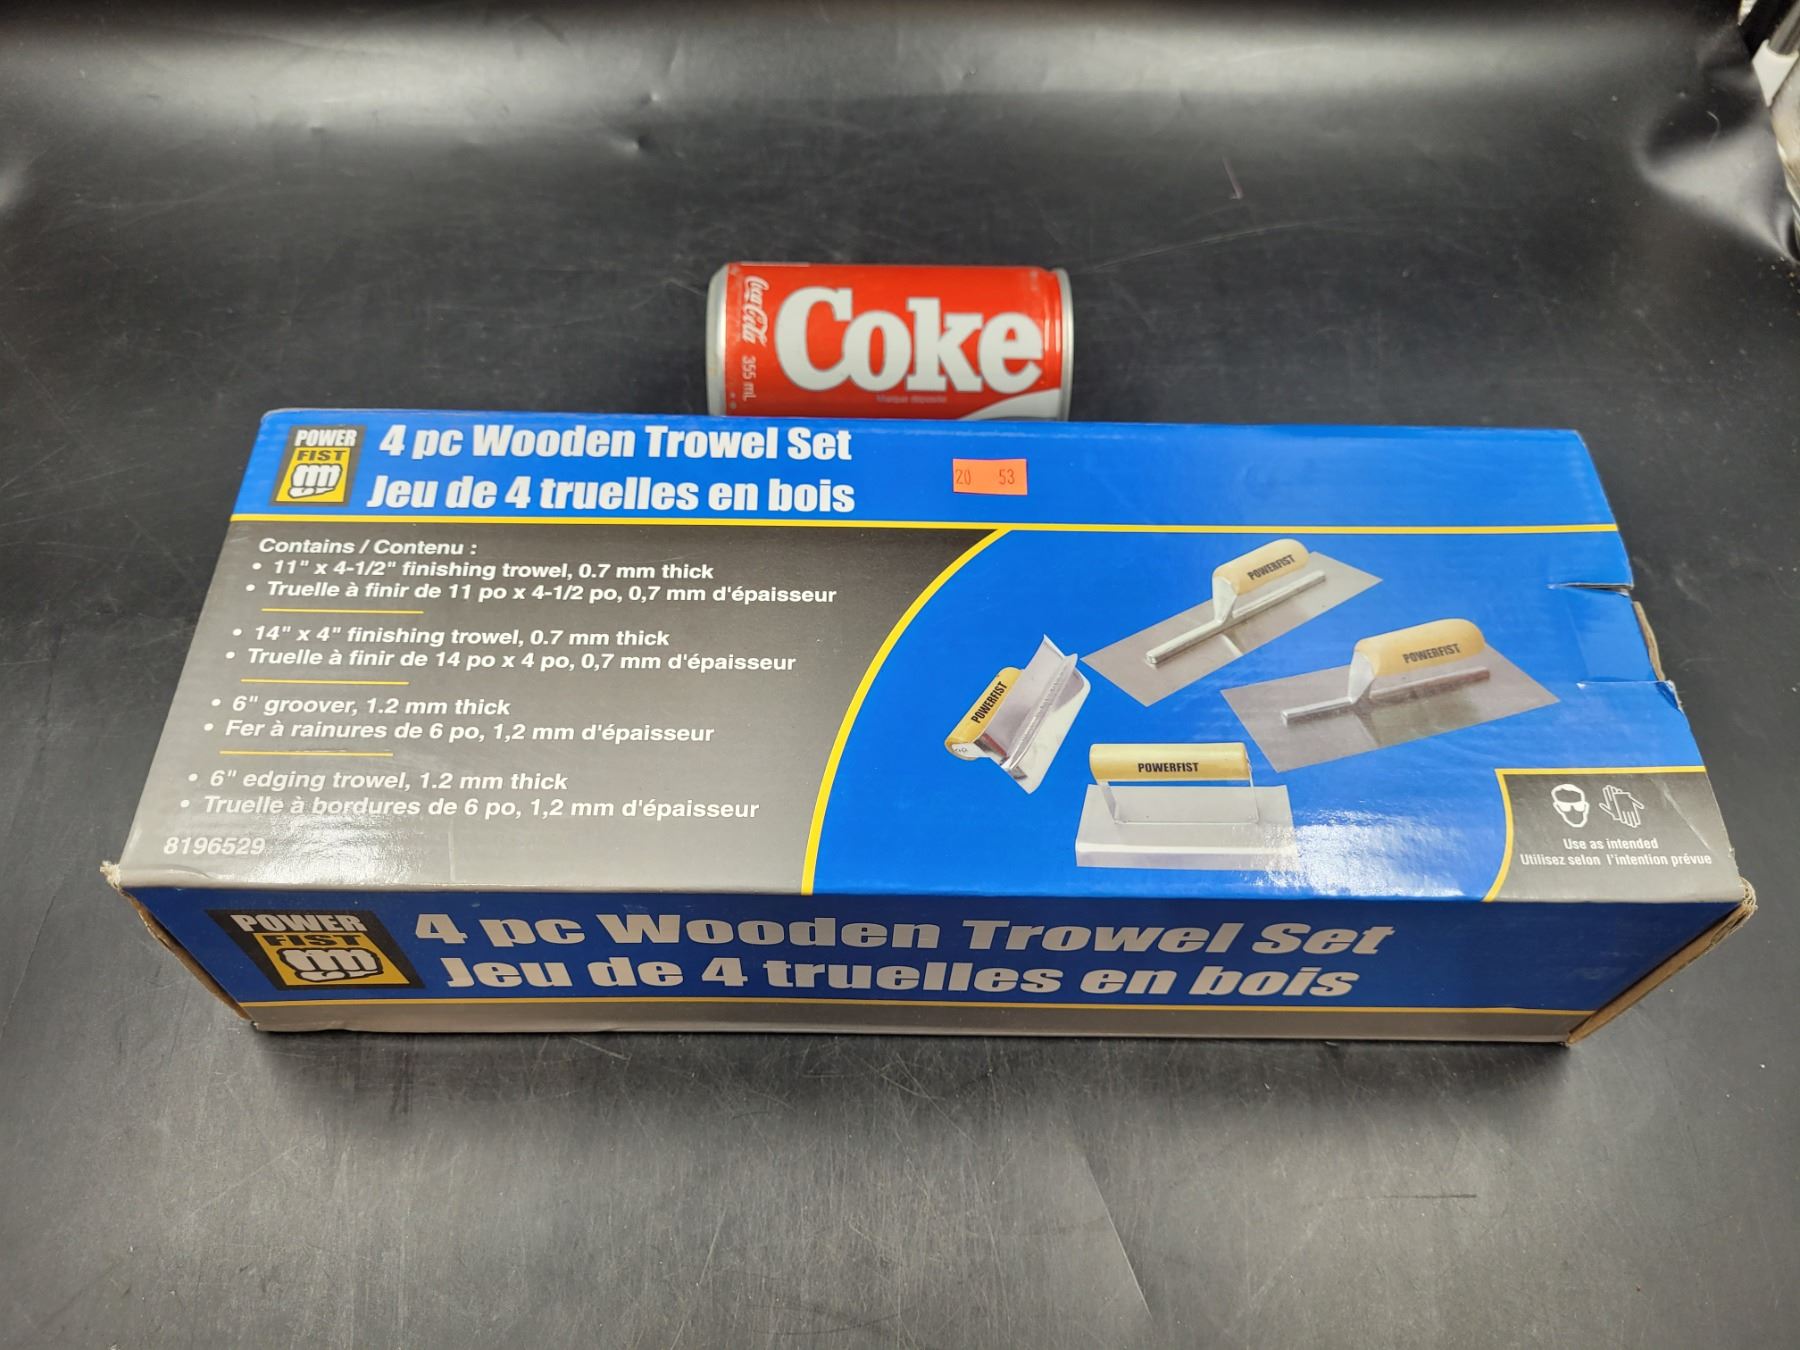 Coca-Cola 355 mL
Coke
Marque déposée
POWER
FIST
4 pc Wooden Trowel Set
Jeu de 4 truelles en bois
20 53
Contains / Contenu :
• 11" x 4-1/2" finishing trowel, 0.7 mm thick
• Truelle à finir de 11 po x 4-1/2 po, 0,7 mm d'épaisseur
• 14" x 4" finishing trowel, 0.7 mm thick
• Truelle à finir de 14 po x 4 po, 0,7 mm d'épaisseur
• 6" groover, 1.2 mm thick
• Fer à rainures de 6 po, 1,2 mm d'épaisseur
• 6" edging trowel, 1.2 mm thick
• Truelle à bordures de 6 po, 1,2 mm d'épaisseur
8196529
POWERFIST
POWERFIST
POWERFIST
POWERFIST
Use as intended
Utilisez selon l'intention prévue
POWER
FIST
4 pc Wooden Trowel Set
Jeu de 4 truelles en bois